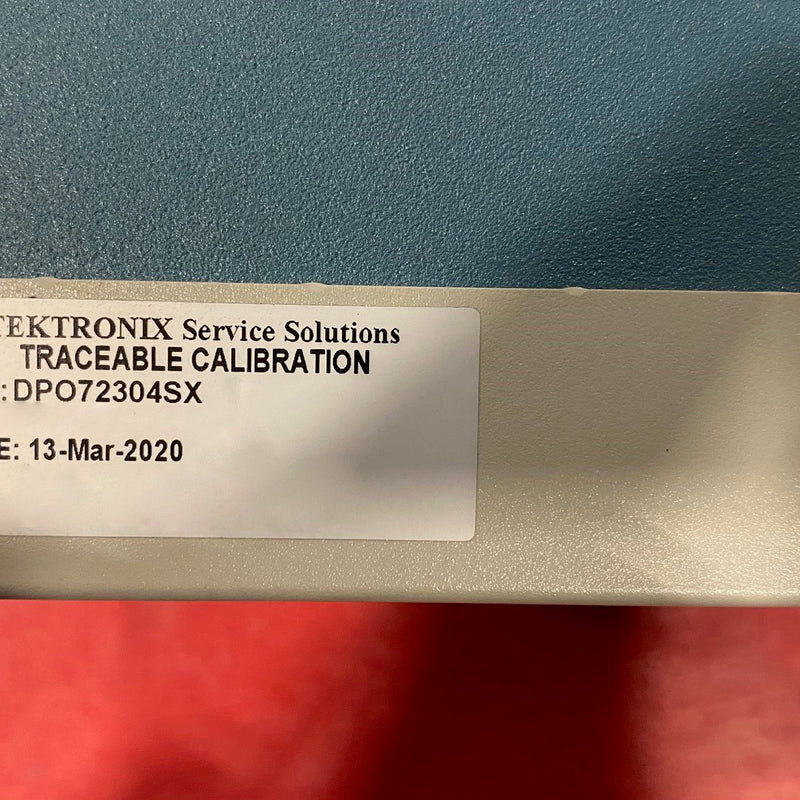 TEKTRONIX Service Solutions
TRACEABLE CALIBRATION
: DPO72304SX
E: 13-Mar-2020